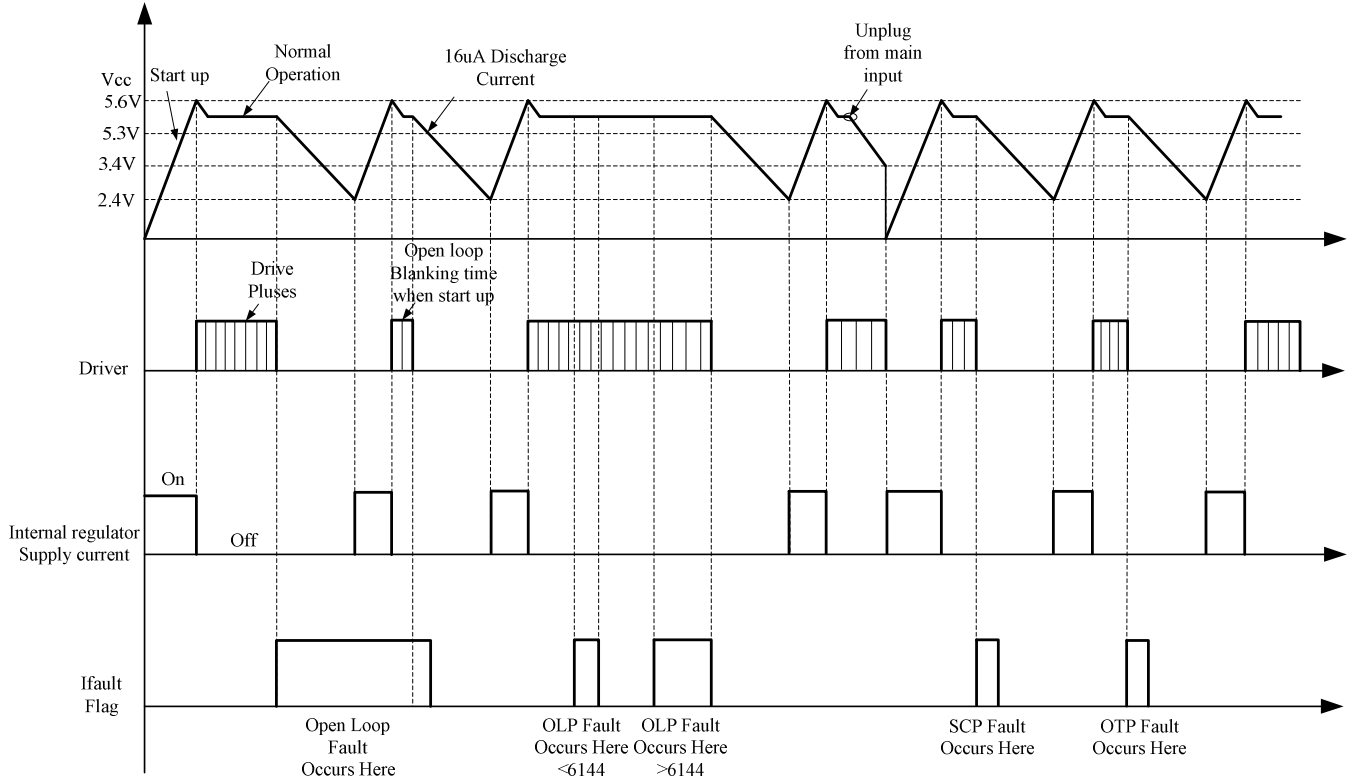 Unplug
from main
input
Normal
Operation
16uA Discharge
Current
Vcc
Start up
5.6V
5.3V
3.4V
2.4V
Open loop
Blanking time
when start up
Drive
Pluses
Driver
On
Off
Internal regulator
Supply current
Ifault
Flag
Open Loop
Fault
Occurs Here
OLP Fault
Occurs Here
<6144
OLP Fault
Occurs Here
>6144
SCP Fault
Occurs Here
OTP Fault
Occurs Here